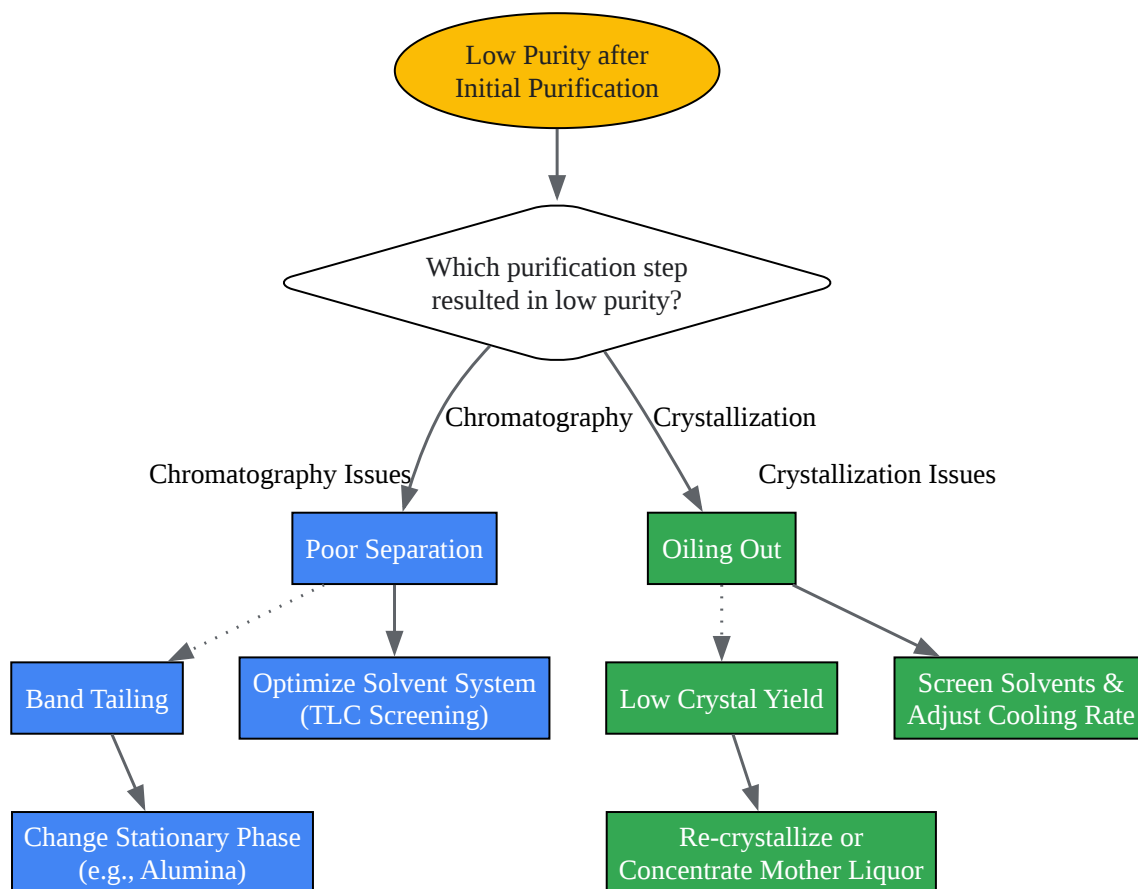 Low Purity after
Initial Purification
Which purification step
resulted in low purity?
Chromatography
Crystallization
Chromatography Issues
Crystallization Issues
Poor Separation
Oiling Out
Band Tailing
Optimize Solvent System
(TLC Screening)
Low Crystal Yield
Screen Solvents &
Adjust Cooling Rate
Change Stationary Phase
(e.g., Alumina)
Re-crystallize or
Concentrate Mother Liquor